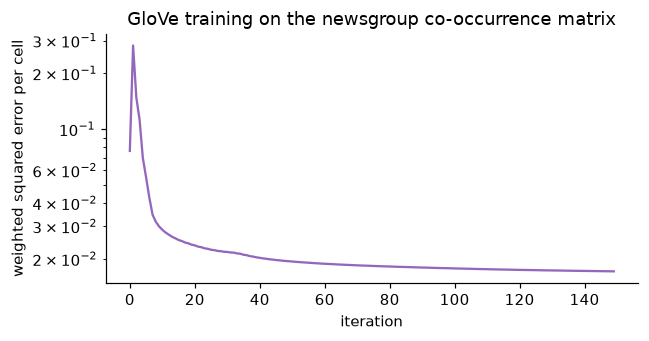 GloVe training on the newsgroup co-occurrence matrix
weighted squared error per cell
3 × 10⁻¹
2 × 10⁻¹
10⁻¹
6 × 10⁻²
4 × 10⁻²
3 × 10⁻²
2 × 10⁻²
0 20 40 60 80 100 120 140
iteration